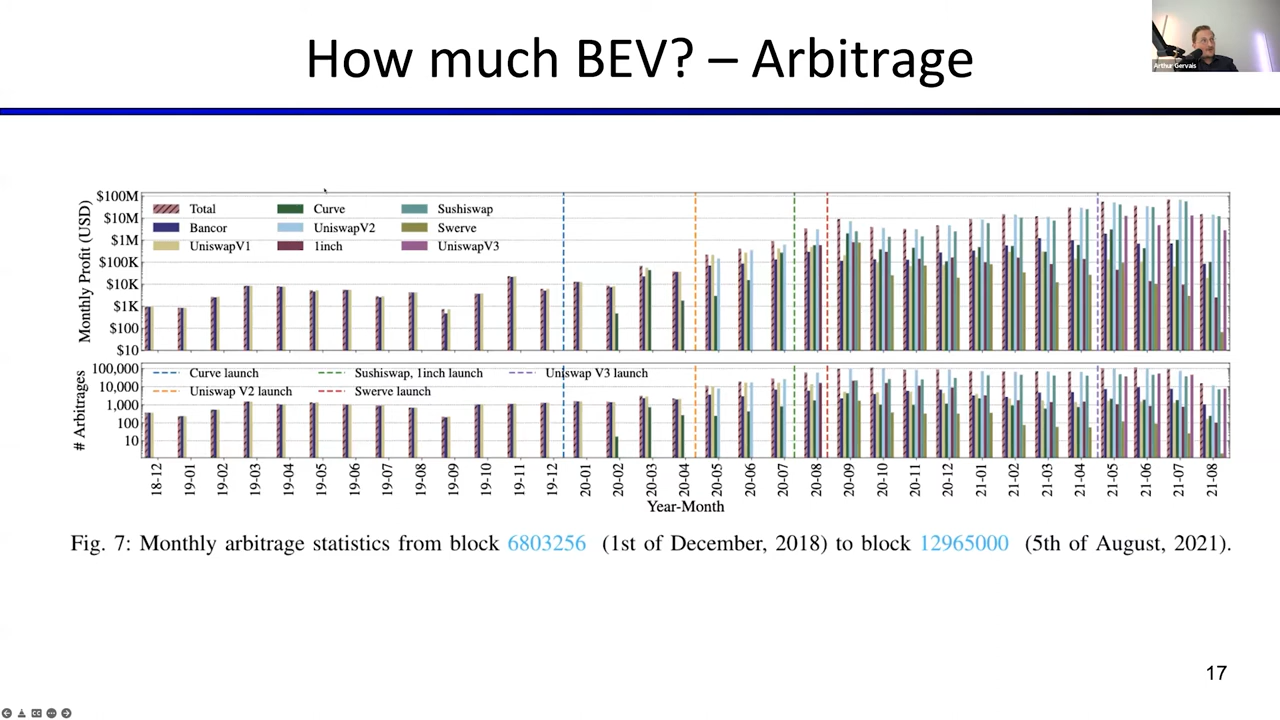 How much BEV? – Arbitrage
Arthur Gervais
Monthly Profit (USD)
$100M
$10M
$1M
$100K
$10K
$1K
$100
$10
Total
Bancor
UniswapV1
Curve
UniswapV2
1inch
Sushiswap
Swerve
UniswapV3
# Arbitrages
100,000
10,000
1,000
100
10
Curve launch
Uniswap V2 launch
Sushiswap, 1inch launch
Swerve launch
Uniswap V3 launch
18-12
19-01
19-02
19-03
19-04
19-05
19-06
19-07
19-08
19-09
19-10
19-11
19-12
20-01
20-02
20-03
20-04
20-05
20-06
20-07
20-08
20-09
20-10
20-11
20-12
21-01
21-02
21-03
21-04
21-05
21-06
21-07
21-08
Year-Month
Fig. 7: Monthly arbitrage statistics from block 6803256 (1st of December, 2018) to block 12965000 (5th of August, 2021).
17